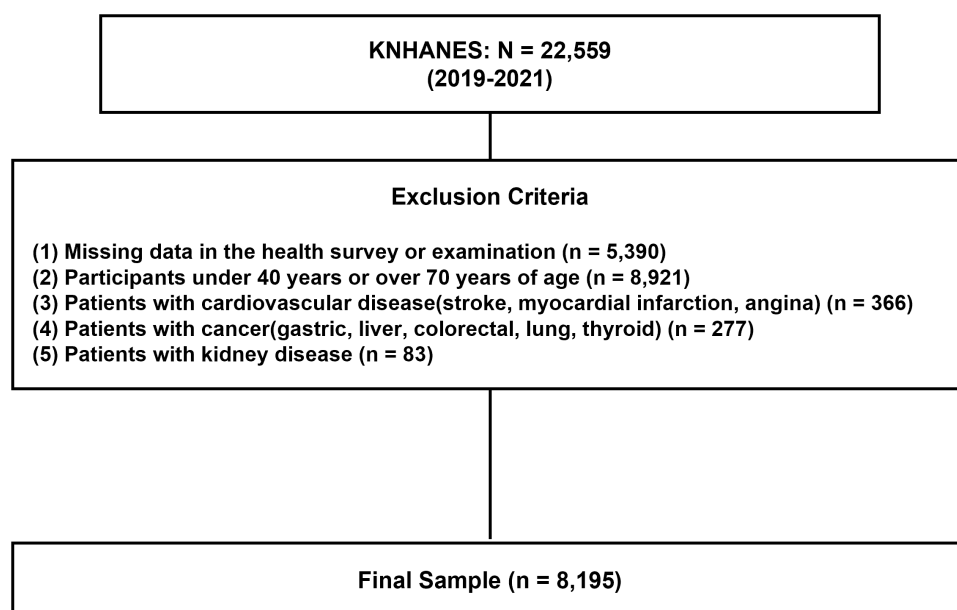 KNHANES: N = 22,559
(2019-2021)
Exclusion Criteria
(1) Missing data in the health survey or examination (n = 5,390)
(2) Participants under 40 years or over 70 years of age (n = 8,921)
(3) Patients with cardiovascular disease(stroke, myocardial infarction, angina) (n = 366)
(4) Patients with cancer(gastric, liver, colorectal, lung, thyroid) (n = 277)
(5) Patients with kidney disease (n = 83)
Final Sample (n = 8,195)